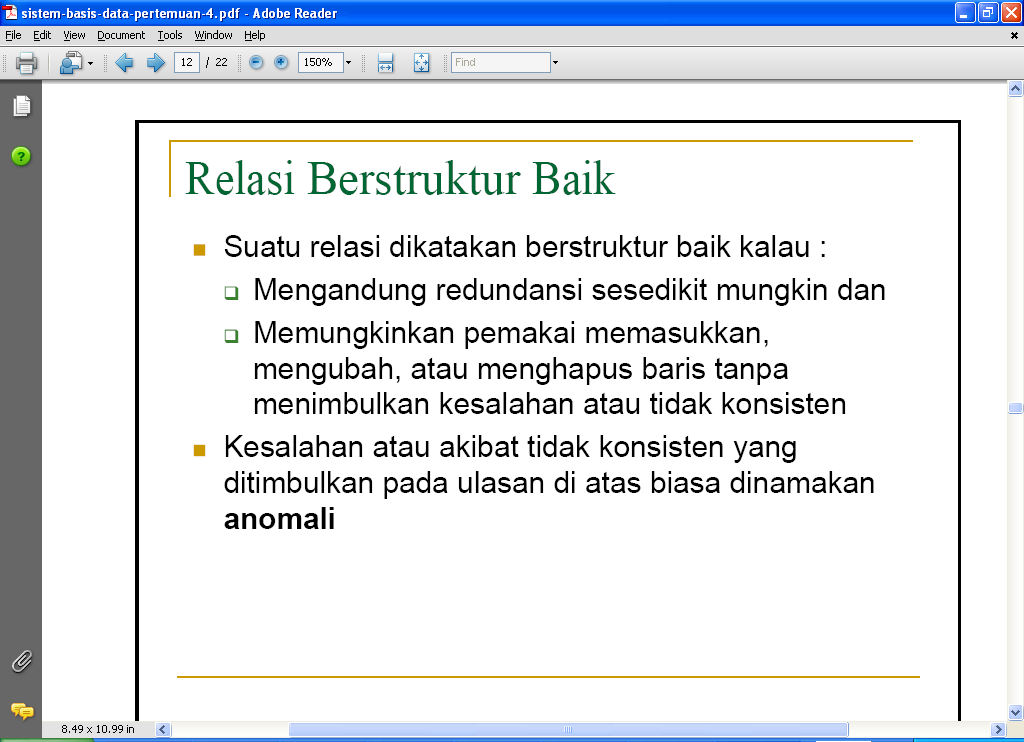 sistem-basis-data-pertemuan-4.pdf - Adobe Reader
File Edit View Document Tools Window Help
12 / 22 150% Find
Relasi Berstruktur Baik
Suatu relasi dikatakan berstruktur baik kalau :
Mengandung redundansi sesedikit mungkin dan
Memungkinkan pemakai memasukkan,
mengubah, atau menghapus baris tanpa
menimbulkan kesalahan atau tidak konsisten
Kesalahan atau akibat tidak konsisten yang
ditimbulkan pada ulasan di atas biasa dinamakan
anomali
8.49 x 10.99 in